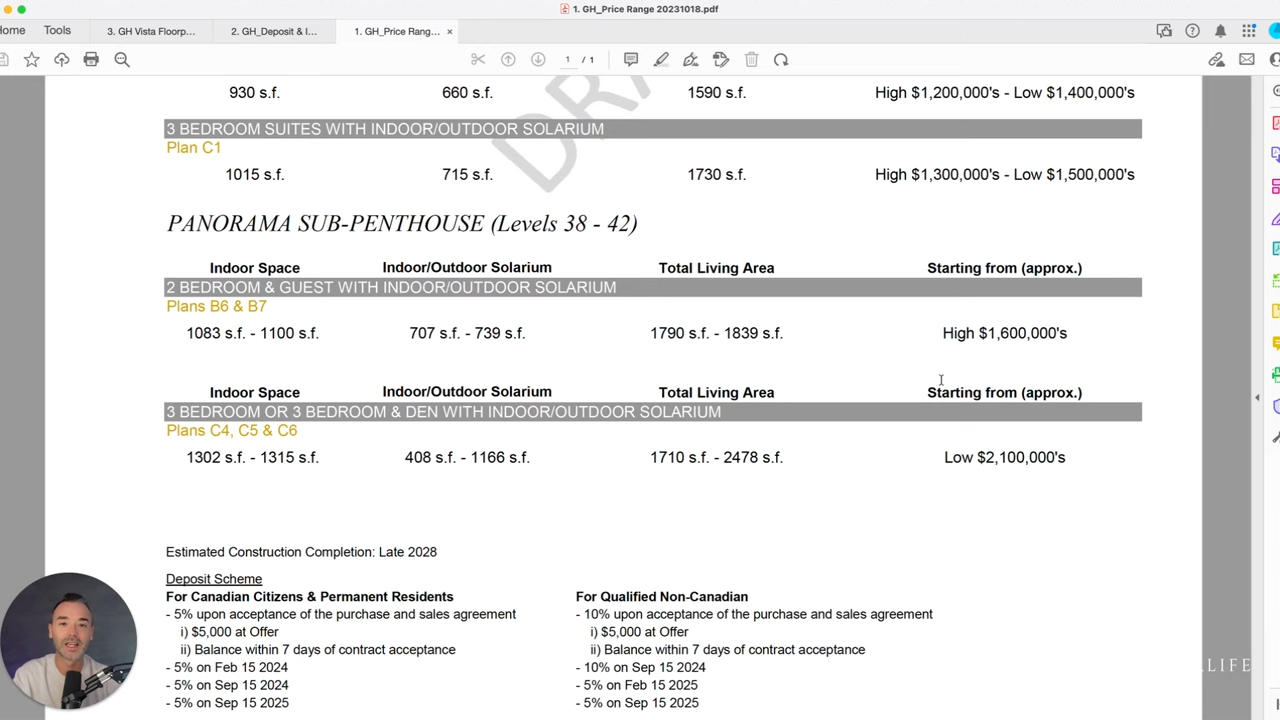 1. GH_Price Range 20231018.pdf
Home Tools 3. GH Vista Floorp... 2. GH_Deposit & I... 1. GH_Price Rang... ×
1 / 1
930 s.f. 660 s.f. 1590 s.f. High $1,200,000's - Low $1,400,000's
3 BEDROOM SUITES WITH INDOOR/OUTDOOR SOLARIUM
Plan C1
1015 s.f. 715 s.f. 1730 s.f. High $1,300,000's - Low $1,500,000's
PANORAMA SUB-PENTHOUSE (Levels 38 - 42)
Indoor Space Indoor/Outdoor Solarium Total Living Area Starting from (approx.)
2 BEDROOM & GUEST WITH INDOOR/OUTDOOR SOLARIUM
Plans B6 & B7
1083 s.f. - 1100 s.f. 707 s.f. - 739 s.f. 1790 s.f. - 1839 s.f. High $1,600,000's
Indoor Space Indoor/Outdoor Solarium Total Living Area Starting from (approx.)
3 BEDROOM OR 3 BEDROOM & DEN WITH INDOOR/OUTDOOR SOLARIUM
Plans C4, C5 & C6
1302 s.f. - 1315 s.f. 408 s.f. - 1166 s.f. 1710 s.f. - 2478 s.f. Low $2,100,000's
Estimated Construction Completion: Late 2028
Deposit Scheme
For Canadian Citizens & Permanent Residents
- 5% upon acceptance of the purchase and sales agreement
i) $5,000 at Offer
ii) Balance within 7 days of contract acceptance
- 5% on Feb 15 2024
- 5% on Sep 15 2024
- 5% on Sep 15 2025
For Qualified Non-Canadian
- 10% upon acceptance of the purchase and sales agreement
i) $5,000 at Offer
ii) Balance within 7 days of contract acceptance
- 10% on Sep 15 2024
- 5% on Feb 15 2025
- 5% on Sep 15 2025